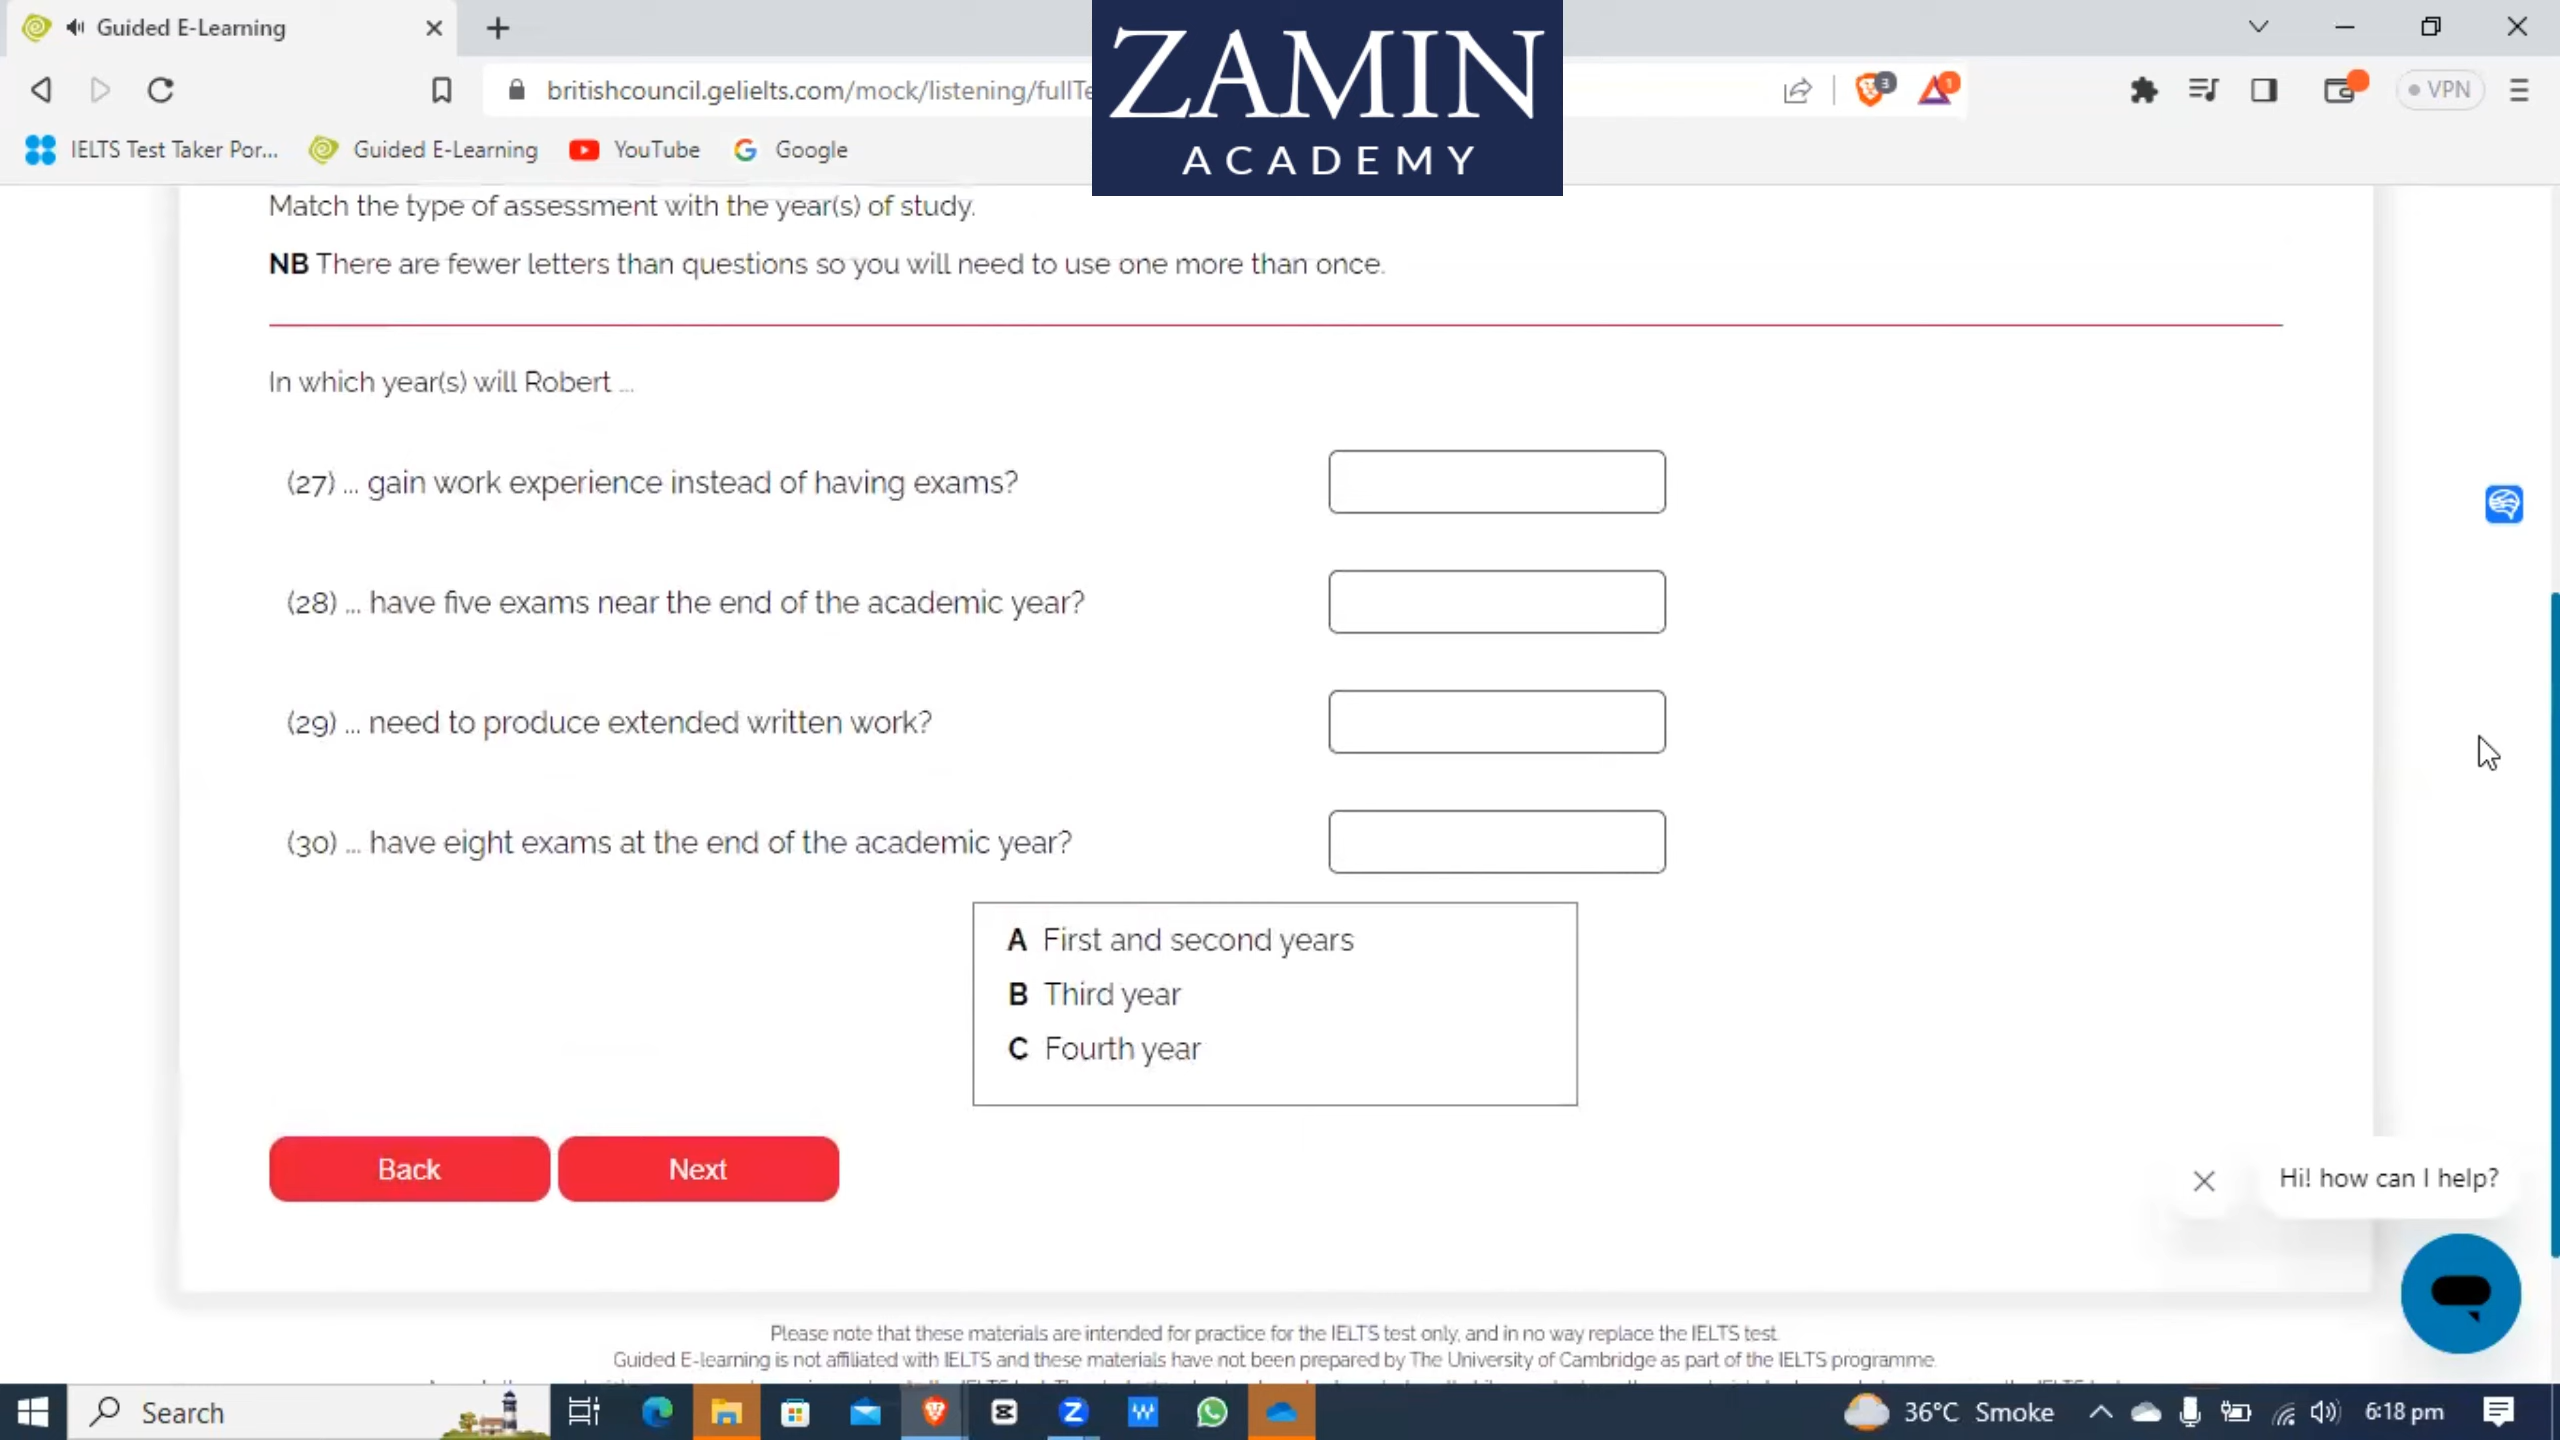 Guided E-Learning
britishcouncil.gelielts.com/mock/listening/fullTe
VPN
ZAMIN
ACADEMY
IELTS Test Taker Por...
Guided E-Learning
YouTube
Google
Match the type of assessment with the year(s) of study.
NB There are fewer letters than questions so you will need to use one more than once.
In which year(s) will Robert ...
(27) ... gain work experience instead of having exams?
(28) ... have five exams near the end of the academic year?
(29) ... need to produce extended written work?
(30) ... have eight exams at the end of the academic year?
A First and second years
B Third year
C Fourth year
Back
Next
Hi! how can I help?
Please note that these materials are intended for practice for the IELTS test only, and in no way replace the IELTS test.
Guided E-learning is not affiliated with IELTS and these materials have not been prepared by The University of Cambridge as part of the IELTS programme.
Search
36°C Smoke
6:18 pm